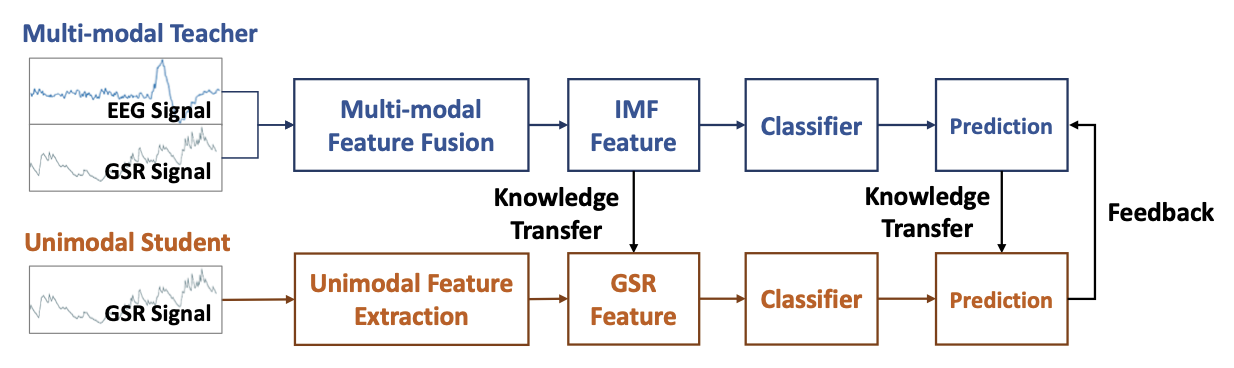 Multi-modal Teacher
EEG Signal
GSR Signal
Multi-modal
Feature Fusion
IMF
Feature
Classifier
Prediction
Knowledge
Transfer
Knowledge
Transfer
Feedback
Unimodal Student
GSR Signal
Unimodal Feature
Extraction
GSR
Feature
Classifier
Prediction